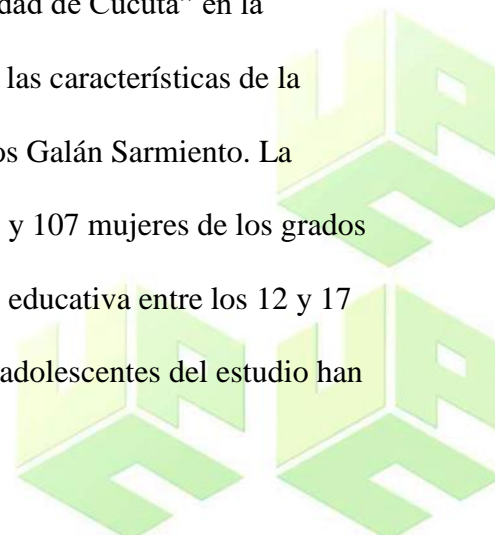 dad de Cúcuta” en la
las características de la
os Galán Sarmiento. La
y 107 mujeres de los grados
educativa entre los 12 y 17
adolescentes del estudio han